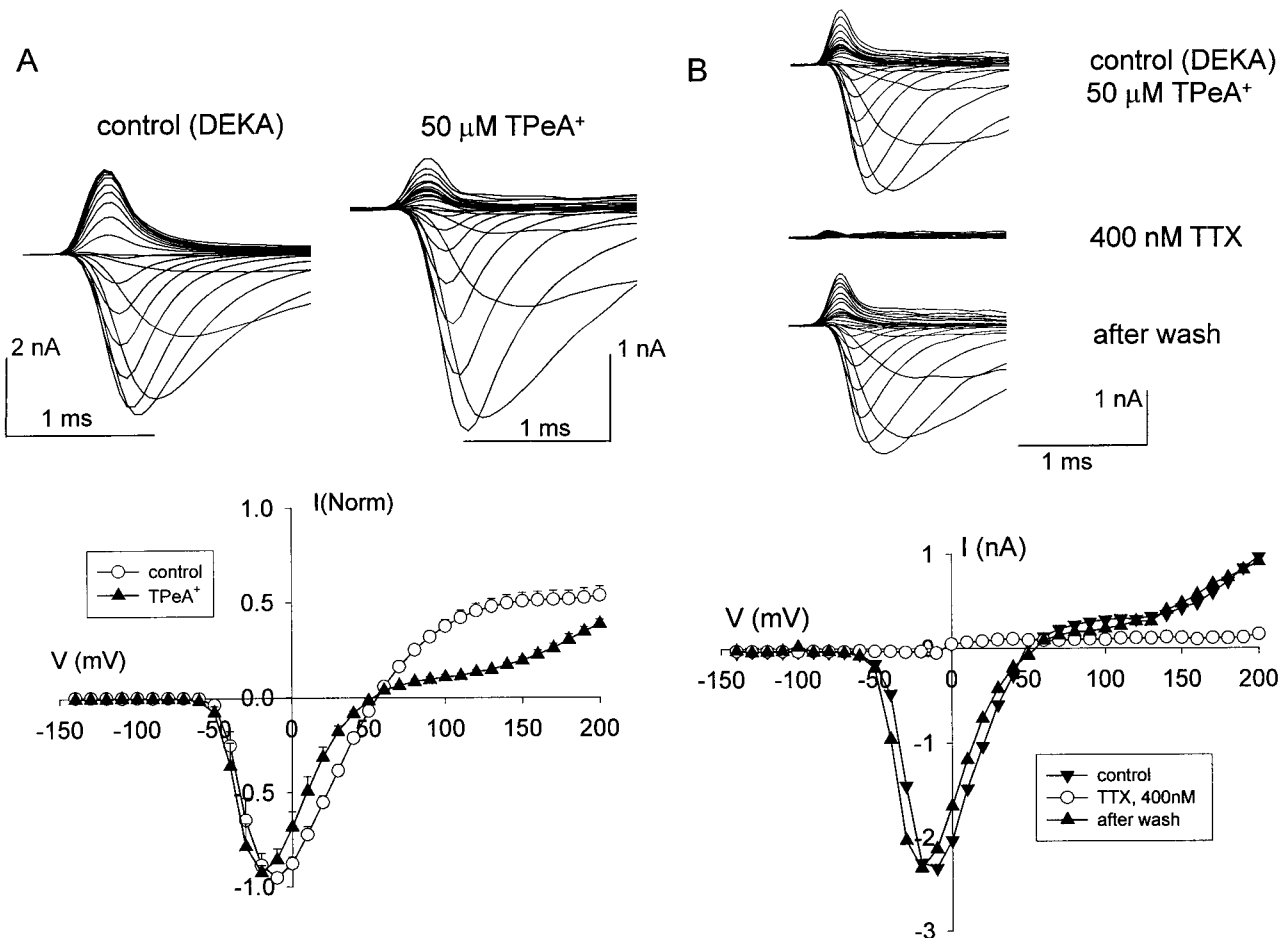 A
control (DEKA)
50 μM TPeA+
2 nA
1 ms
1 nA
1 ms
I(Norm)
1.0
0.5
0.0
-0.5
-1.0
control
TPeA+
V (mV)
-150
-100
-50
0
50
100
150
200
B
control (DEKA)
50 μM TPeA+
400 nM TTX
after wash
1 nA
1 ms
I (nA)
1
0
-1
-2
-3
V (mV)
-150
-100
-50
0
50
100
150
200
control
TTX, 400nM
after wash